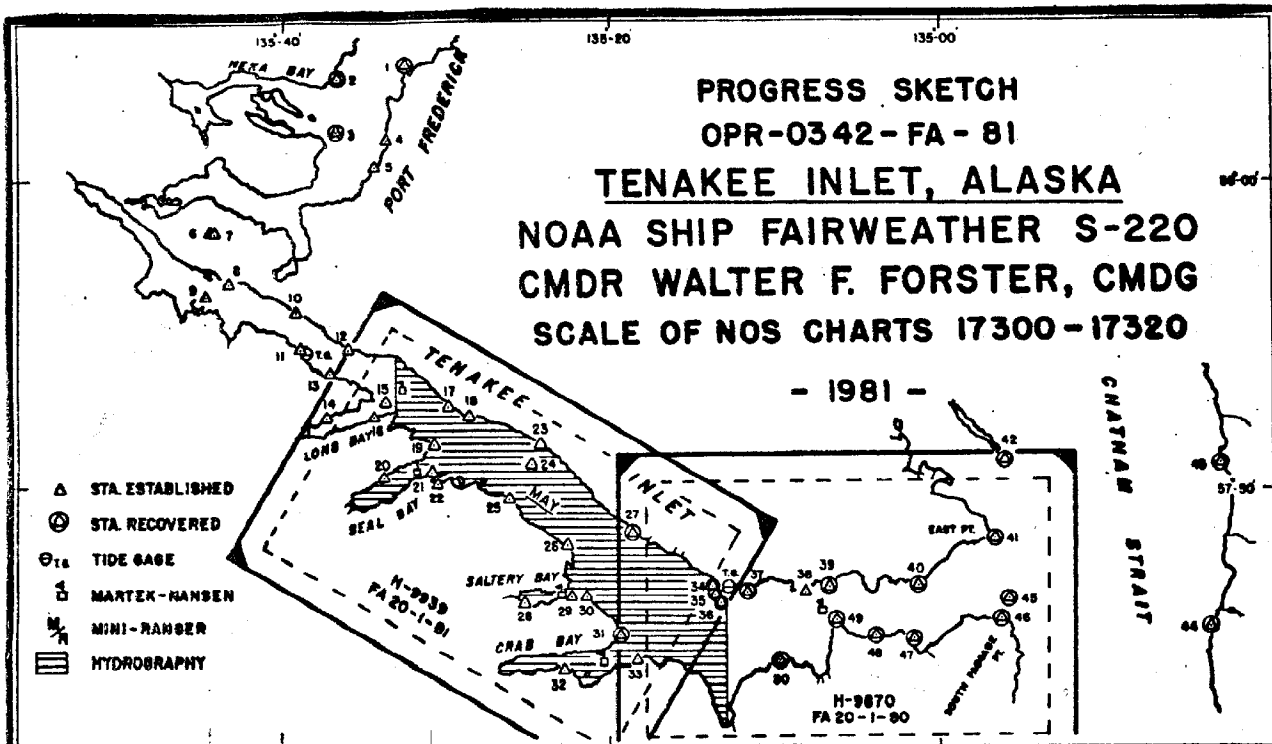 135-40
135-20
135-00
PROGRESS SKETCH
OPR-0342-FA-81
TENAKEE INLET, ALASKA
NOAA SHIP FAIRWEATHER S-220
CMDR WALTER F. FORSTER, CMDG
SCALE OF NOS CHARTS 17300-17320
- 1981 -
NEKA BAY
PORT FREDERICK
1
2
3
4
5
6
7
8
9
10
11
T.G.
12
13
14
15
17
18
19
20
21
22
23
24
25
26
27
28
29
30
31
32
33
34
35
36
37
38
39
40
41
42
44
45
46
47
48
49
50
TENAKEE
INLET
LONG BAY
SEAL BAY
MAY
SALTERY BAY
CRAB BAY
EAST PT.
SOUTH PASSAGE PT.
CHATHAM STRAIT
57-50
T.G.
H-9939
FA 20-1-81
H-9870
FA 20-1-80
STA. ESTABLISHED
STA. RECOVERED
T.G. TIDE GAGE
MARTEK-HANSEN
M/R MINI-RANGER
HYDROGRAPHY